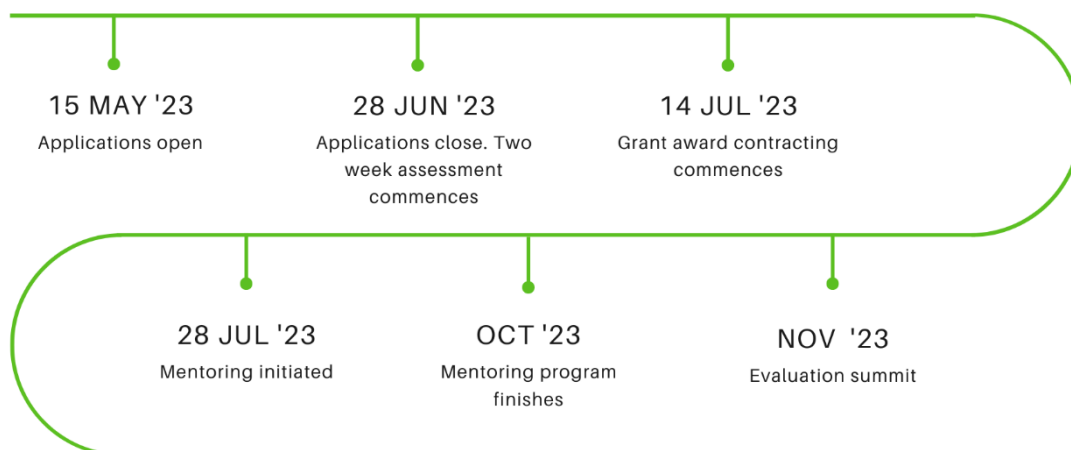 15 MAY '23
Applications open
28 JUN '23
Applications close. Two
week assessment
commences
14 JUL '23
Grant award contracting
commences
28 JUL '23
Mentoring initiated
OCT '23
Mentoring program
finishes
NOV '23
Evaluation summit